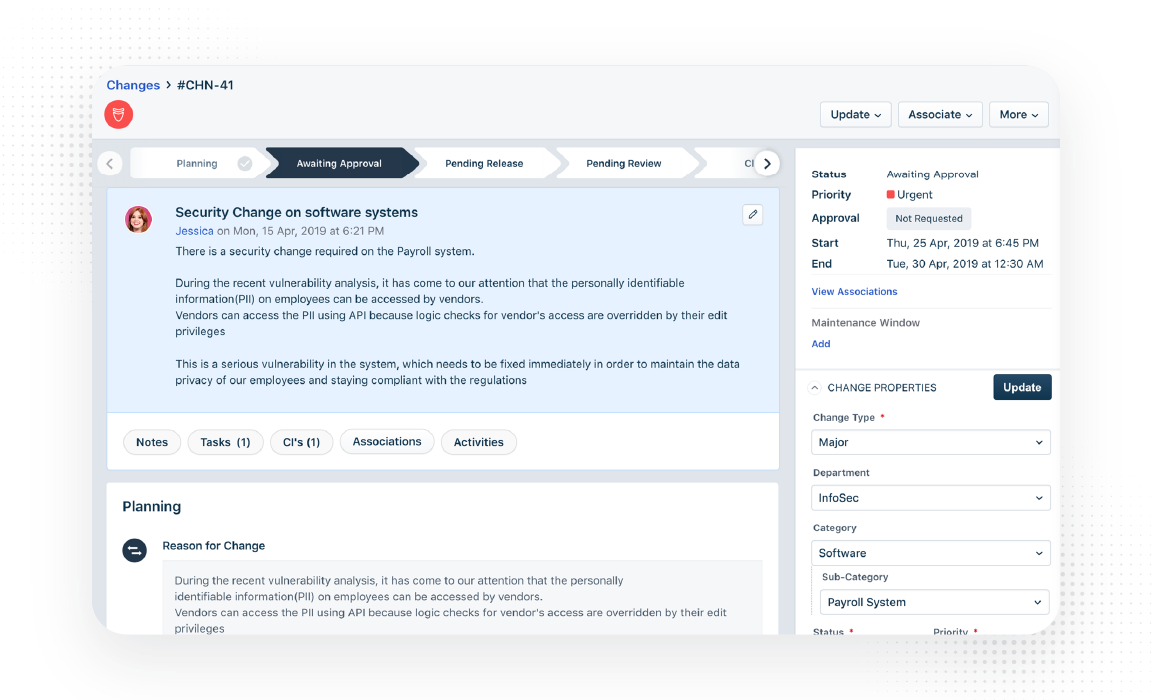 Changes > #CHN-41
Update
Associate
More
Planning
Awaiting Approval
Pending Release
Pending Review
Security Change on software systems
Jessica on Mon, 15 Apr, 2019 at 6:21 PM
There is a security change required on the Payroll system.
During the recent vulnerability analysis, it has come to our attention that the personally identifiable
information(PII) on employees can be accessed by vendors.
Vendors can access the PII using API because logic checks for vendor's access are overridden by their edit
privileges
This is a serious vulnerability in the system, which needs to be fixed immediately in order to maintain the data
privacy of our employees and staying compliant with the regulations
Notes
Tasks (1)
CI's (1)
Associations
Activities
Planning
Reason for Change
During the recent vulnerability analysis, it has come to our attention that the personally
identifiable information(PII) on employees can be accessed by vendors.
Vendors can access the PII using API because logic checks for vendor's access are overridden by their edit
privileges
Status Awaiting Approval
Priority Urgent
Approval Not Requested
Start Thu, 25 Apr, 2019 at 6:45 PM
End Tue, 30 Apr, 2019 at 12:30 AM
View Associations
Maintenance Window
Add
CHANGE PROPERTIES
Update
Change Type *
Major
Department
InfoSec
Category
Software
Sub-Category
Payroll System
Status *
Priority *